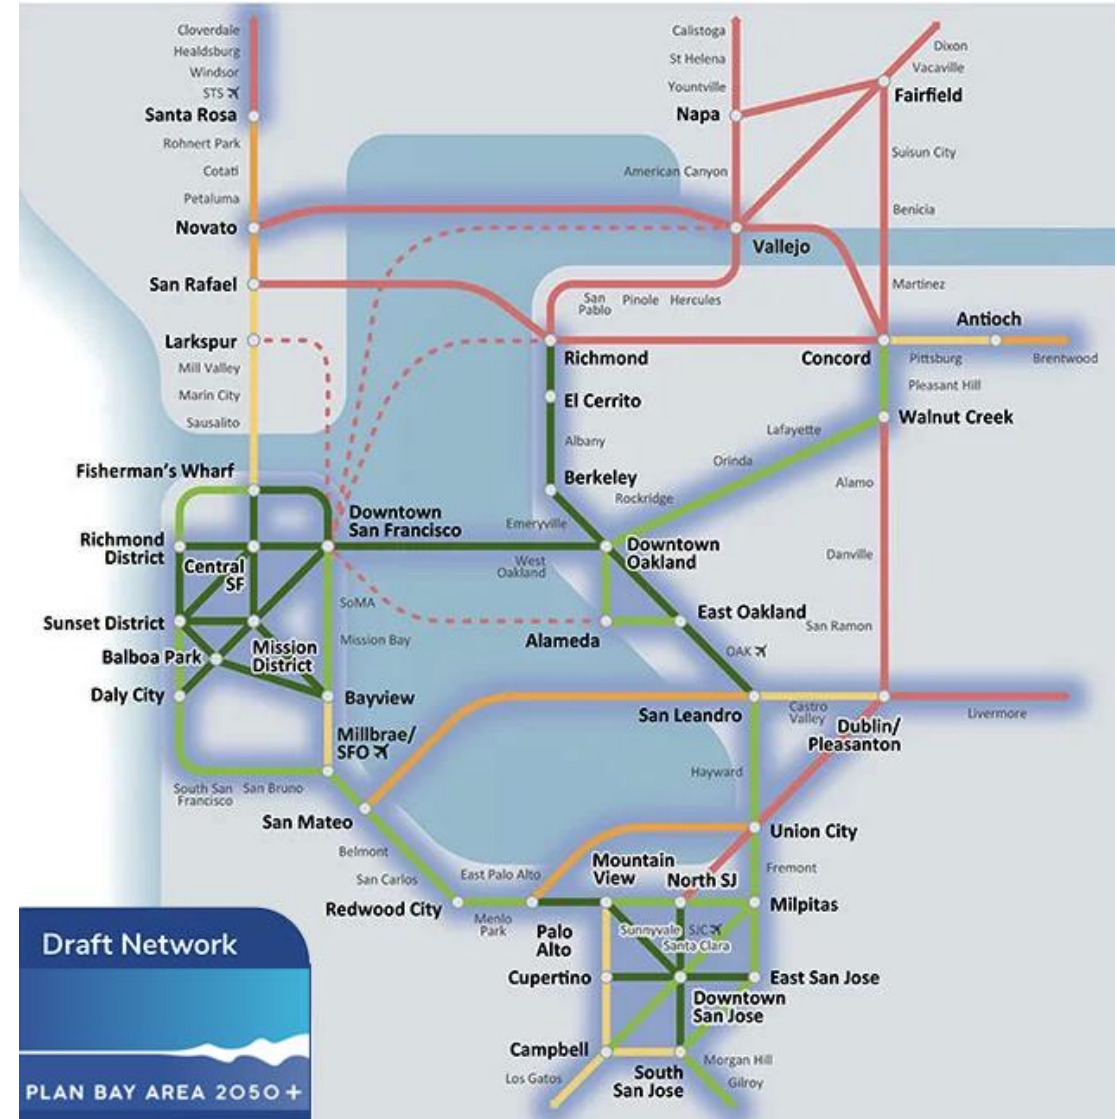 Cloverdale
Healdsburg
Windsor
STS
Santa Rosa
Rohnert Park
Cotati
Petaluma
Novato
San Rafael
Larkspur
Mill Valley
Marin City
Sausalito
Fisherman's Wharf
Calistoga
St Helena
Yountville
Napa
American Canyon
Vallejo
Dixon
Vacaville
Fairfield
Suisun City
Benicia
Martinez
San
Pablo
Pinole
Hercules
Richmond
Concord
Antioch
Pittsburg
Brentwood
Pleasant Hill
Walnut Creek
El Cerrito
Albany
Berkeley
Lafayette
Orinda
Rockridge
Emeryville
Alamo
Danville
San Ramon
Richmond
District
Central
SF
Downtown
San Francisco
West
Oakland
Downtown
Oakland
SoMA
Sunset District
Mission
District
Mission Bay
Balboa Park
Alameda
East Oakland
OAK
Daly City
Bayview
San Leandro
Castro
Valley
Dublin/
Pleasanton
Livermore
Millbrae/
SFO
Hayward
South San
Francisco
San Bruno
San Mateo
Union City
Belmont
San Carlos
East Palo Alto
Mountain
View
North SJ
Fremont
Redwood City
Menlo
Park
Palo
Alto
Sunnyvale
SJC
Santa Clara
Milpitas
Cupertino
East San Jose
Downtown
San Jose
Campbell
Los Gatos
South
San Jose
Morgan Hill
Gilroy
Draft Network
PLAN BAY AREA 2050+